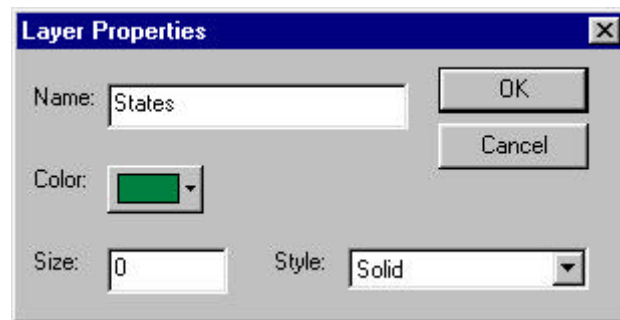 Layer Properties
Name: States
OK
Cancel
Color:
Size: 0 Style: Solid